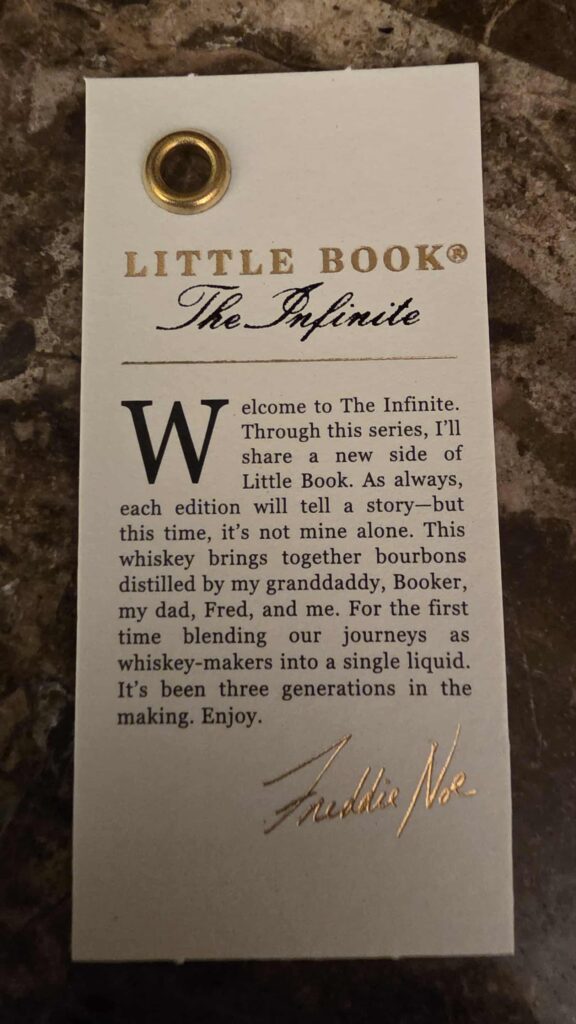 LITTLE BOOK®
The Infinite
Welcome to The Infinite.
Through this series, I’ll
share a new side of
Little Book. As always,
each edition will tell a story—but
this time, it’s not mine alone. This
whiskey brings together bourbons
distilled by my granddaddy, Booker,
my dad, Fred, and me. For the first
time blending our journeys as
whiskey-makers into a single liquid.
It’s been three generations in the
making. Enjoy.
Freddie Noe